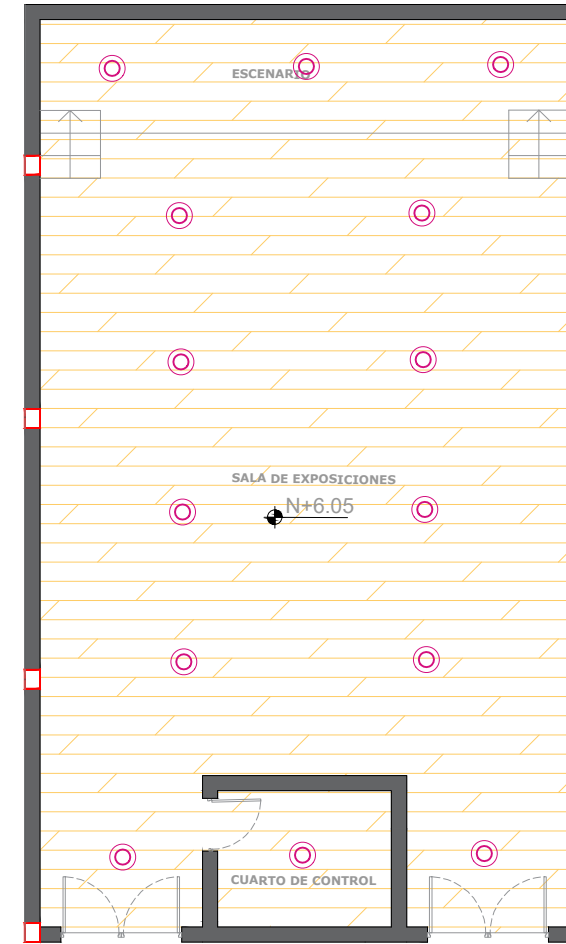 ESCENARIO
SALA DE EXPOSICIONES
N+6.05
CUARTO DE CONTROL